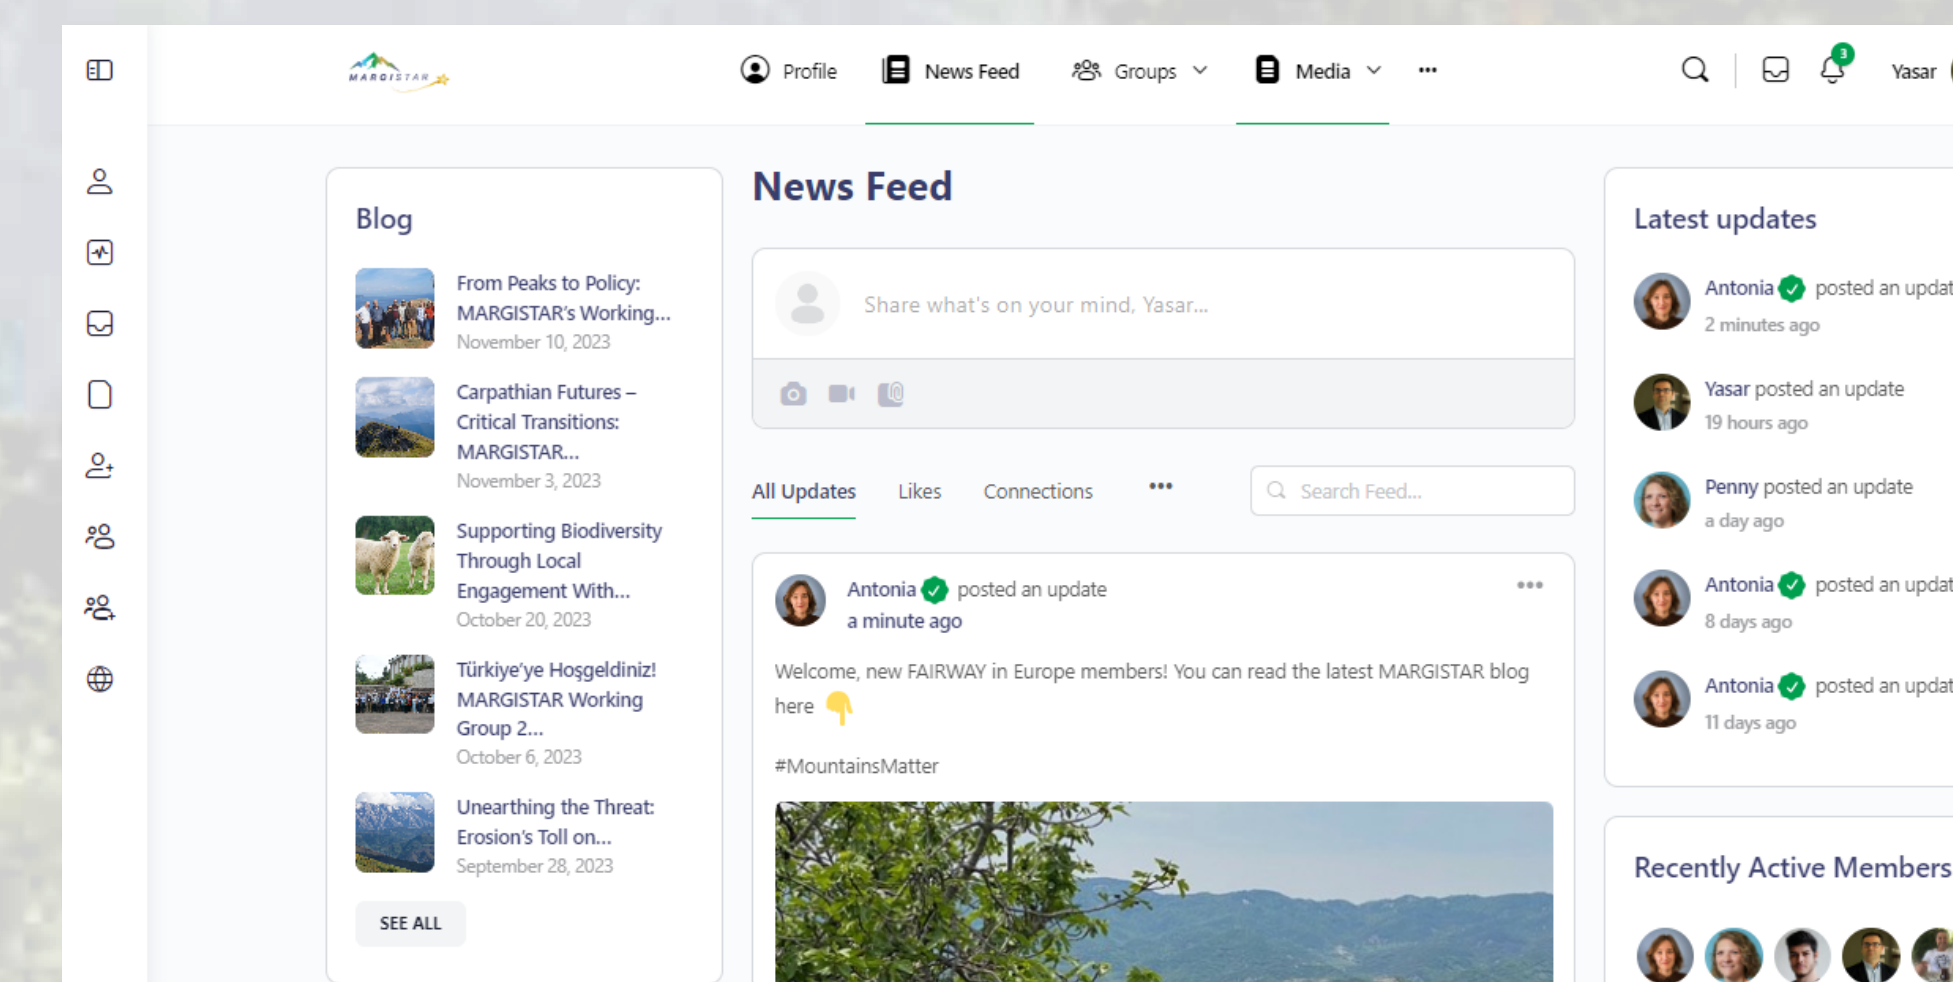 MARGISTAR
Profile
News Feed
Groups
Media
3
Yasar
Blog
From Peaks to Policy:
MARGISTAR's Working...
November 10, 2023
Carpathian Futures –
Critical Transitions:
MARGISTAR...
November 3, 2023
Supporting Biodiversity
Through Local
Engagement With...
October 20, 2023
Türkiye'ye Hoşgeldiniz!
MARGISTAR Working
Group 2...
October 6, 2023
Unearthing the Threat:
Erosion's Toll on...
September 28, 2023
SEE ALL
News Feed
Share what's on your mind, Yasar...
All Updates
Likes
Connections
Search Feed...
Antonia posted an update
a minute ago
Welcome, new FAIRWAY in Europe members! You can read the latest MARGISTAR blog
here
#MountainsMatter
Latest updates
Antonia posted an updat
2 minutes ago
Yasar posted an update
19 hours ago
Penny posted an update
a day ago
Antonia posted an updat
8 days ago
Antonia posted an updat
11 days ago
Recently Active Members